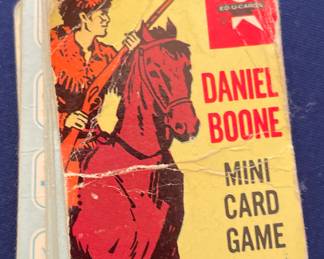 ED-U-CARDS
DANIEL
BOONE
MINI
CARD
GAME